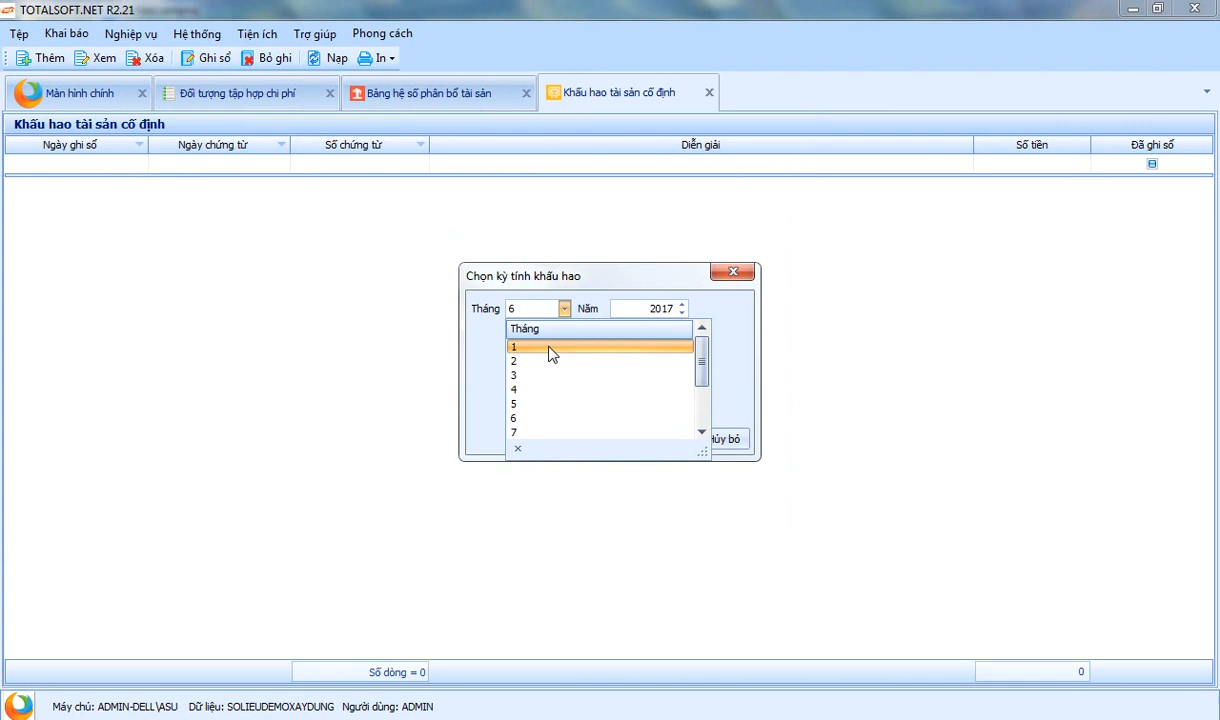 TOTALSOFT.NET R2.21
Tệp Khai báo Nghiệp vụ Hệ thống Tiện ích Trợ giúp Phong cách
Thêm Xem Xóa Ghi sổ Bỏ ghi Nạp In
Màn hình chính Đối tượng tập hợp chi phí Bảng hệ số phân bổ tài sản Khấu hao tài sản cố định
Khấu hao tài sản cố định
Ngày ghi sổ Ngày chứng từ Số chứng từ Diễn giải Số tiền Đã ghi sổ
Chọn kỳ tính khấu hao
Tháng 6 Năm 2017
Tháng
1
2
3
4
5
6
7
Hủy bỏ
Số dòng = 0 0
Máy chủ: ADMIN-DELL\ASU Dữ liệu: SOLIEUDEMOXAYDUNG Người dùng: ADMIN